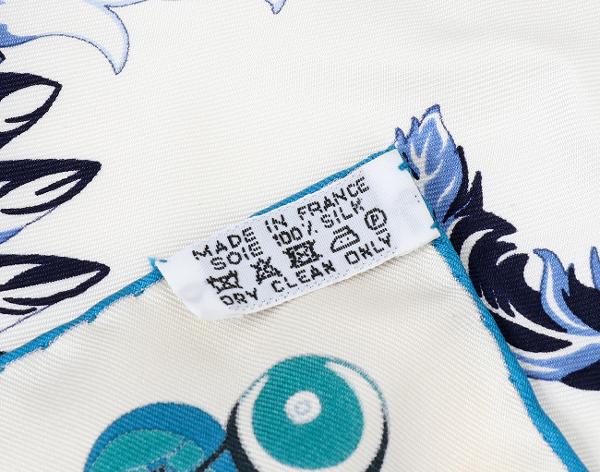 MADE IN FRANCE
SOIE 100% SILK
P
DRY CLEAN ONLY